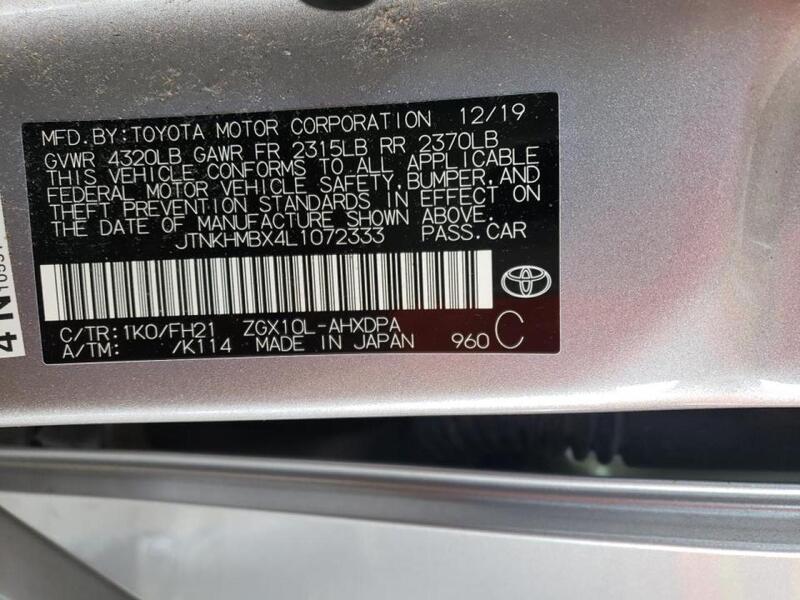 MFD. BY: TOYOTA MOTOR CORPORATION 12/19
GVWR 4320LB GAWR FR 2315LB RR 2370LB
THIS VEHICLE CONFORMS TO ALL APPLICABLE
FEDERAL MOTOR VEHICLE SAFETY, BUMPER, AND
THEFT PREVENTION STANDARDS IN EFFECT ON
THE DATE OF MANUFACTURE SHOWN ABOVE.
JTNKHMBX4L1072333 PASS. CAR
C/TR: 1K0/FH21 ZGX10L-AHXDPA
A/TM: /K114 MADE IN JAPAN 960 C
4 N